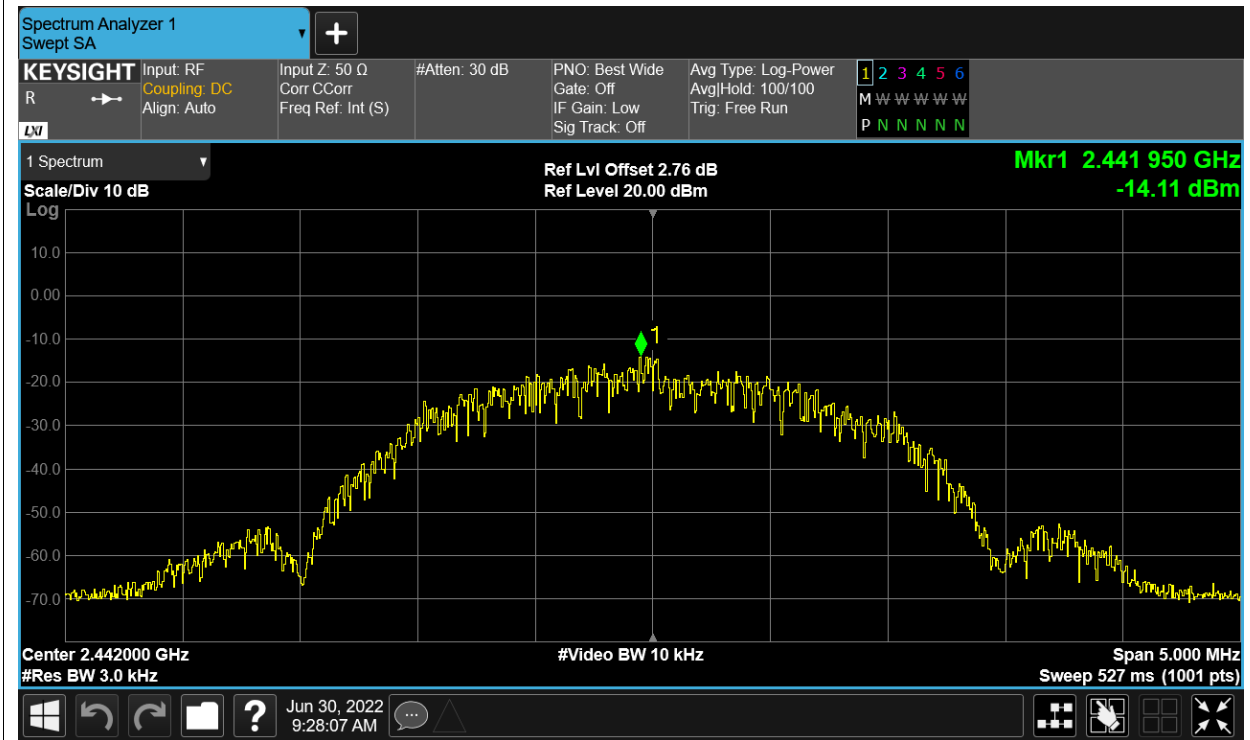 Spectrum Analyzer 1
Swept SA
KEYSIGHT
R
LXI
Input: RF
Coupling: DC
Align: Auto
Input Z: 50 Ω
Corr CCorr
Freq Ref: Int (S)
#Atten: 30 dB
PNO: Best Wide
Gate: Off
IF Gain: Low
Sig Track: Off
Avg Type: Log-Power
Avg|Hold: 100/100
Trig: Free Run
1 2 3 4 5 6
M W W W W W
P N N N N N
1 Spectrum
Scale/Div 10 dB
Log
Ref Lvl Offset 2.76 dB
Ref Level 20.00 dBm
Mkr1 2.441 950 GHz
-14.11 dBm
10.0
0.00
-10.0
-20.0
-30.0
-40.0
-50.0
-60.0
-70.0
1
Center 2.442000 GHz
#Res BW 3.0 kHz
#Video BW 10 kHz
Span 5.000 MHz
Sweep 527 ms (1001 pts)
?
Jun 30, 2022
9:28:07 AM